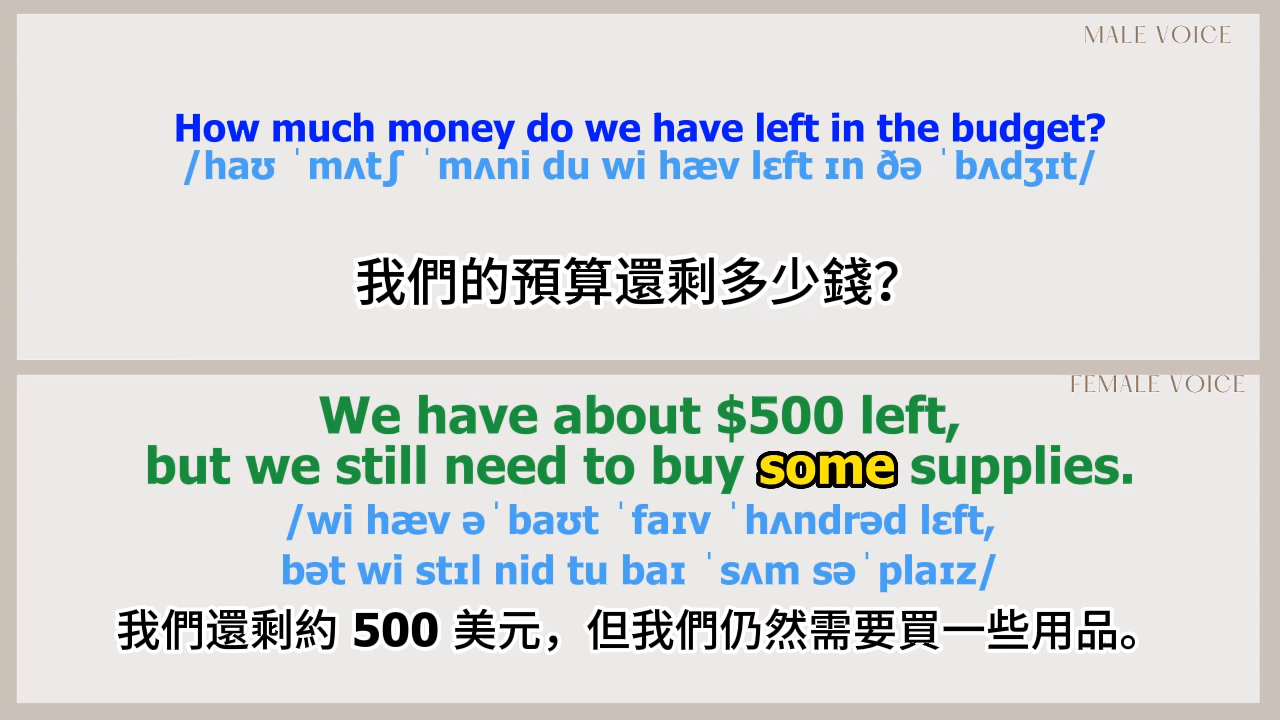 MALE VOICE
How much money do we have left in the budget?
/haʊ ˈmʌtʃ ˈmʌni du wi hæv lɛft ɪn ðə ˈbʌdʒɪt/
我們的預算還剩多少錢？
FEMALE VOICE
We have about $500 left,
but we still need to buy some supplies.
/wi hæv əˈbaʊt ˈfaɪv ˈhʌndrəd lɛft,
bət wi stɪl nid tu baɪ ˈsʌm səˈplaɪz/
我們還剩約 500 美元，但我們仍然需要買一些用品。